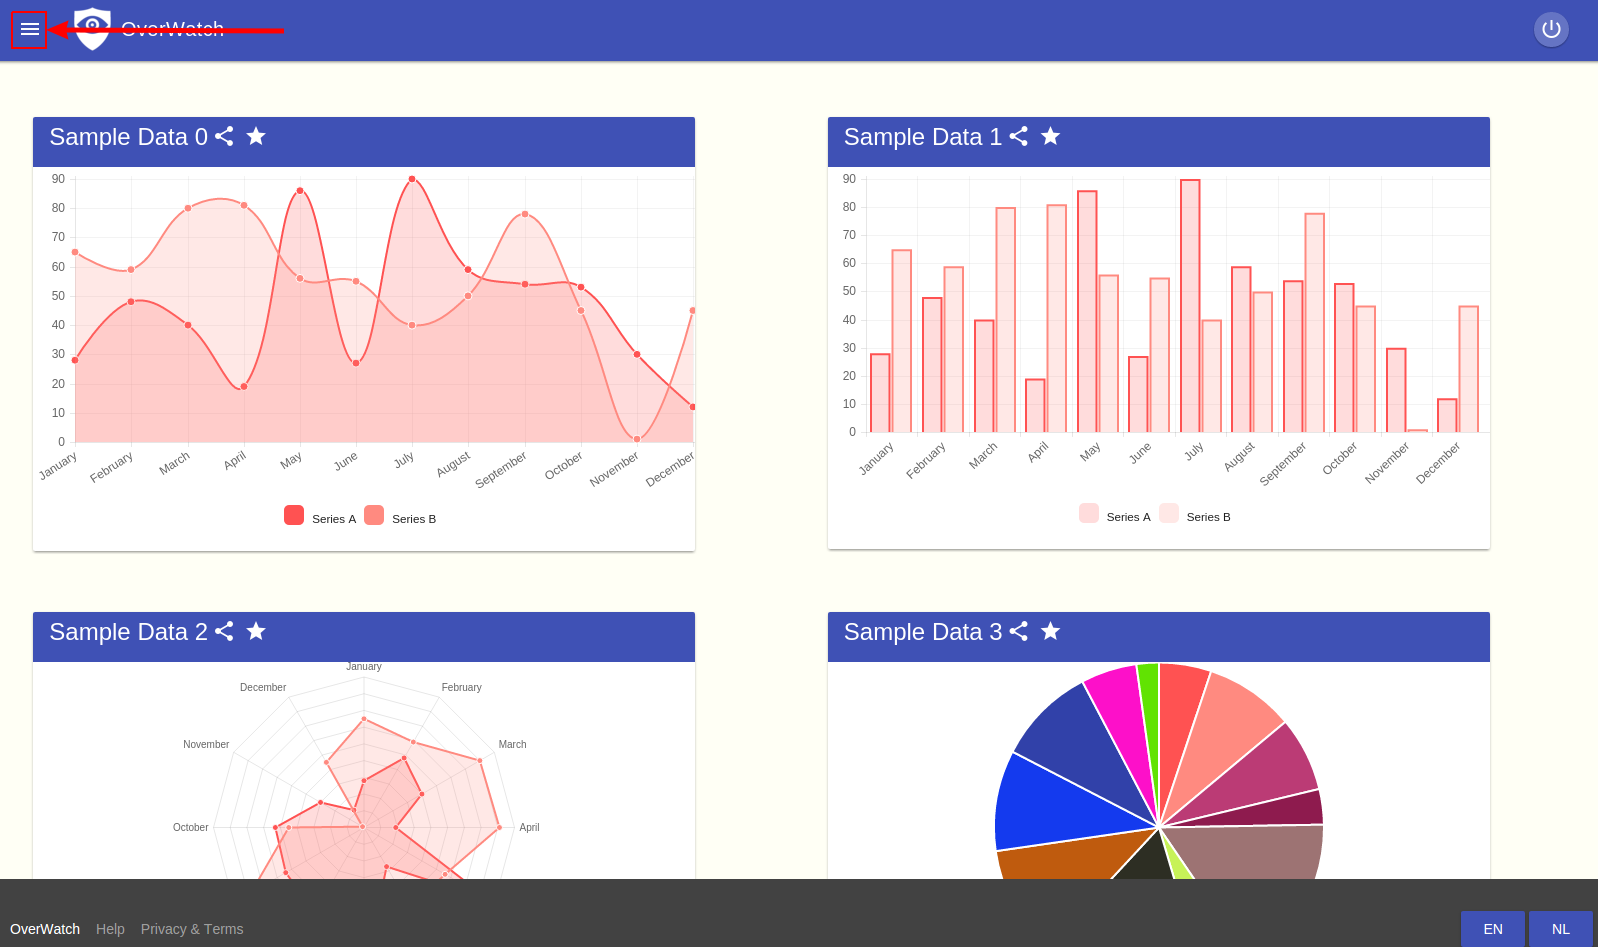 OverWatch
Sample Data 0
90
80
70
60
50
40
30
20
10
0
January February March April May June July August September October November December
Series A Series B
Sample Data 1
90
80
70
60
50
40
30
20
10
0
January February March April May June July August September October November December
Series A Series B
Sample Data 2
January
February
March
April
October
November
December
Sample Data 3
OverWatch Help Privacy & Terms EN NL